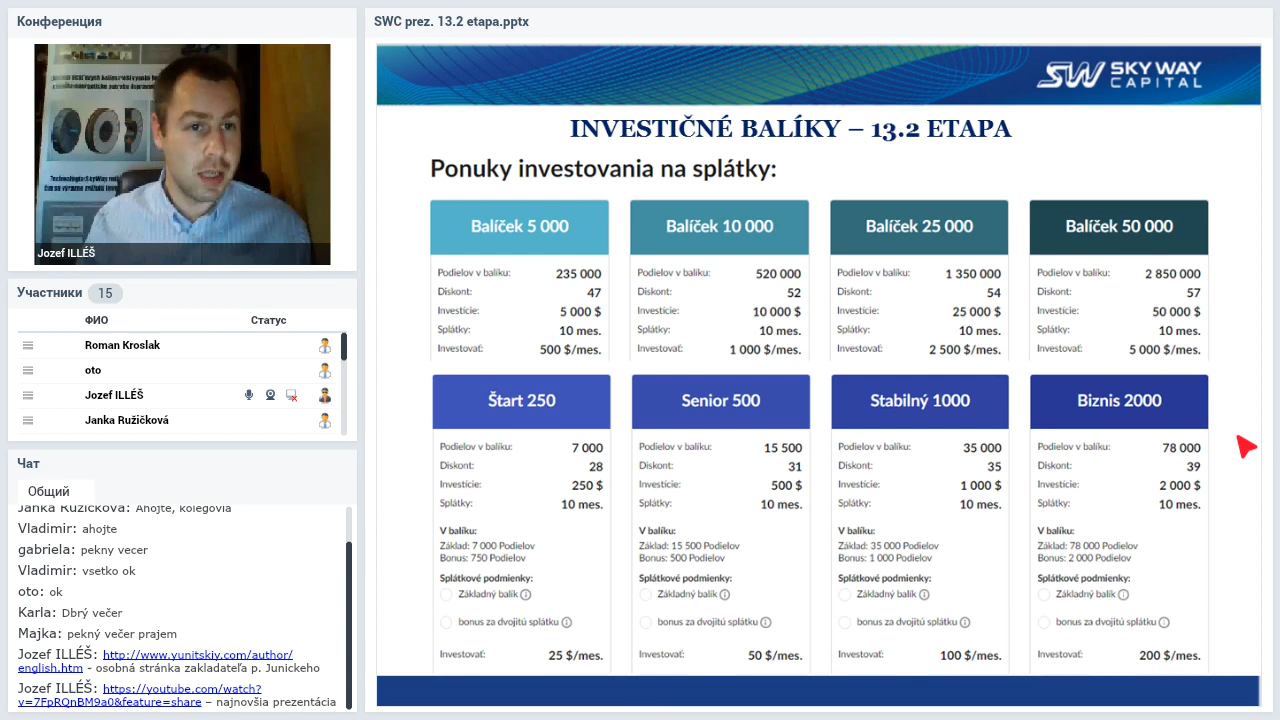 Конференция
Jozef ILLÉŠ
Участники 15
ФИО Статус
Roman Kroslak
oto
Jozef ILLÉŠ
Janka Ružičková
Чат
Общий
Janka Ružičková: Ahojte, kolegovia
Vladimir: ahojte
gabriela: pekny vecer
Vladimir: vsetko ok
oto: ok
Karla: Dbrý večer
Majka: pekný večer prajem
Jozef ILLÉŠ: http://www.yunitskiy.com/author/
english.htm - osobná stránka zakladateľa p. Junickeho
Jozef ILLÉŠ: https://youtube.com/watch?
v=7FpRQnBM9a0&feature=share – najnovšia prezentácia
SWC prez. 13.2 etapa.pptx
SW SKY WAY
CAPITAL
INVESTIČNÉ BALÍKY – 13.2 ETAPA
Ponuky investovania na splátky:
Balíček 5 000
Podielov v balíku: 235 000
Diskont: 47
Investície: 5 000 $
Splátky: 10 mes.
Investovať: 500 $/mes.
Balíček 10 000
Podielov v balíku: 520 000
Diskont: 52
Investície: 10 000 $
Splátky: 10 mes.
Investovať: 1 000 $/mes.
Balíček 25 000
Podielov v balíku: 1 350 000
Diskont: 54
Investície: 25 000 $
Splátky: 10 mes.
Investovať: 2 500 $/mes.
Balíček 50 000
Podielov v balíku: 2 850 000
Diskont: 57
Investície: 50 000 $
Splátky: 10 mes.
Investovať: 5 000 $/mes.
Štart 250
Podielov v balíku: 7 000
Diskont: 28
Investície: 250 $
Splátky: 10 mes.
V balíku:
Základ: 7 000 Podielov
Bonus: 750 Podielov
Splátkové podmienky:
Základný balík
bonus za dvojitú splátku
Investovať: 25 $/mes.
Senior 500
Podielov v balíku: 15 500
Diskont: 31
Investície: 500 $
Splátky: 10 mes.
V balíku:
Základ: 15 500 Podielov
Bonus: 500 Podielov
Splátkové podmienky:
Základný balík
bonus za dvojitú splátku
Investovať: 50 $/mes.
Stabilný 1000
Podielov v balíku: 35 000
Diskont: 35
Investície: 1 000 $
Splátky: 10 mes.
V balíku:
Základ: 35 000 Podielov
Bonus: 1 000 Podielov
Splátkové podmienky:
Základný balík
bonus za dvojitú splátku
Investovať: 100 $/mes.
Biznis 2000
Podielov v balíku: 78 000
Diskont: 39
Investície: 2 000 $
Splátky: 10 mes.
V balíku:
Základ: 78 000 Podielov
Bonus: 2 000 Podielov
Splátkové podmienky:
Základný balík
bonus za dvojitú splátku
Investovať: 200 $/mes.